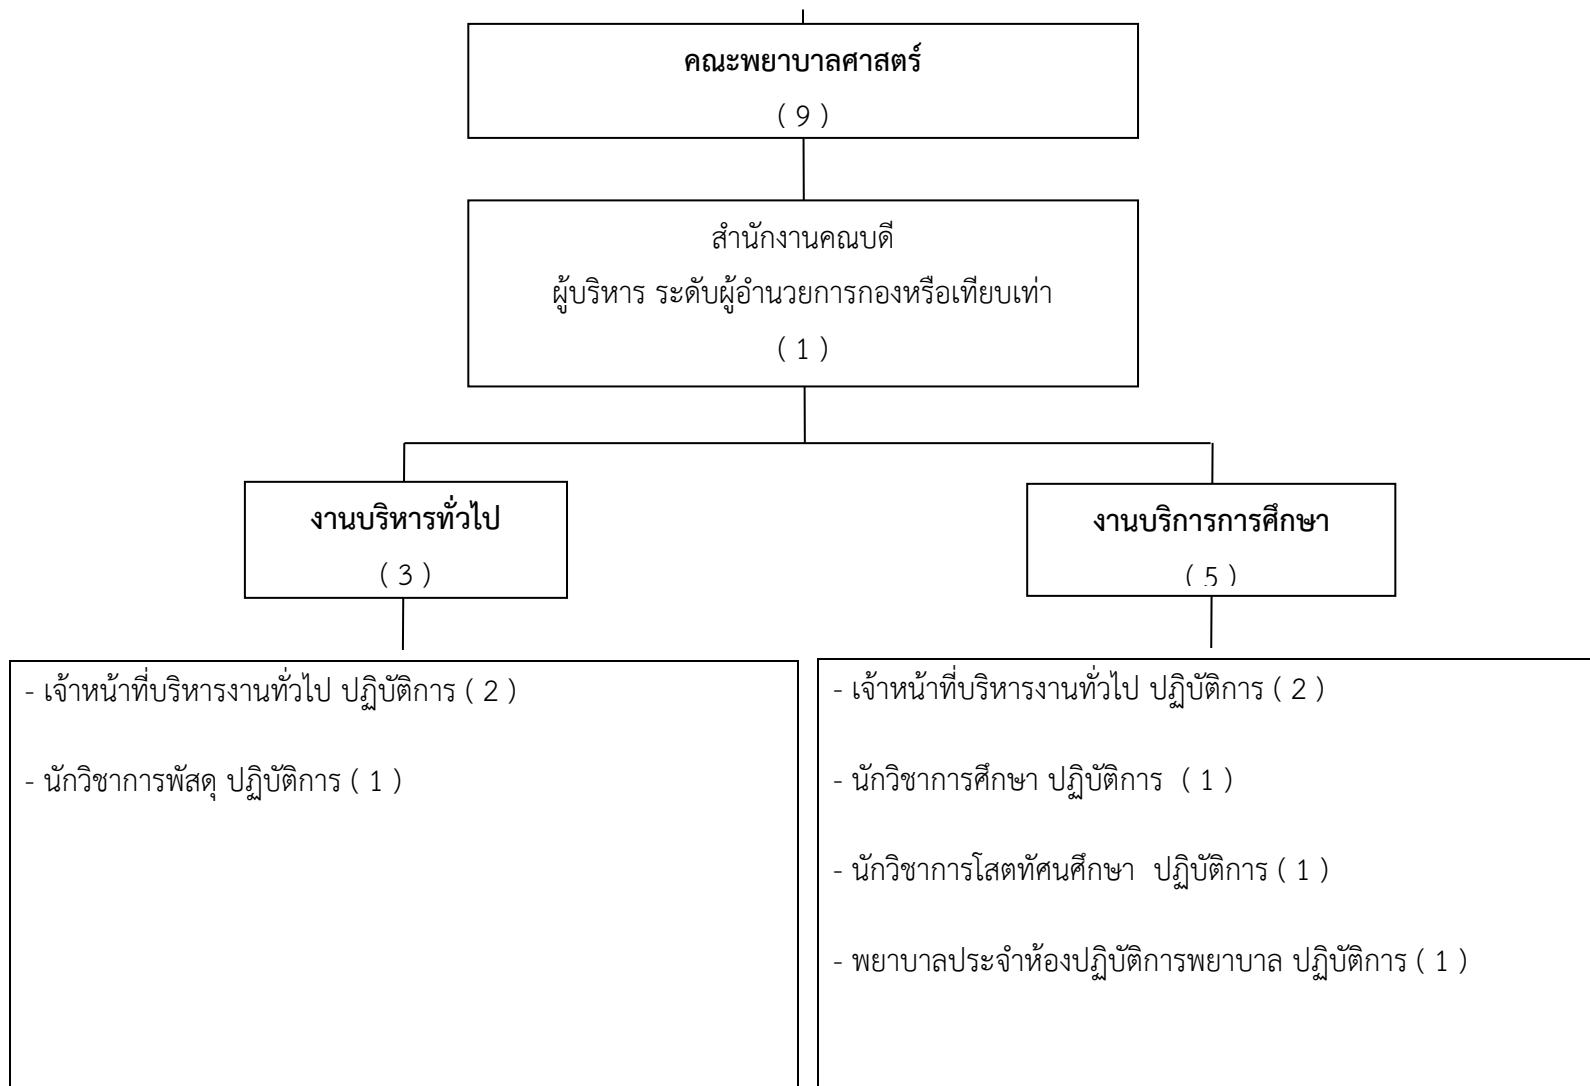 คณะพยาบาลศาสตร์
( 9 )
สำนักงานคณบดี
ผู้บริหาร ระดับผู้อำนวยการกองหรือเทียบเท่า
( 1 )
งานบริหารทั่วไป
( 3 )
งานบริการการศึกษา
( 5 )
- เจ้าหน้าที่บริหารงานทั่วไป ปฏิบัติการ ( 2 )
- นักวิชาการพัสดุ ปฏิบัติการ ( 1 )
- เจ้าหน้าที่บริหารงานทั่วไป ปฏิบัติการ ( 2 )
- นักวิชาการศึกษา ปฏิบัติการ  ( 1 )
- นักวิชาการโสตทัศนศึกษา  ปฏิบัติการ ( 1 )
- พยาบาลประจำห้องปฏิบัติการพยาบาล ปฏิบัติการ ( 1 )